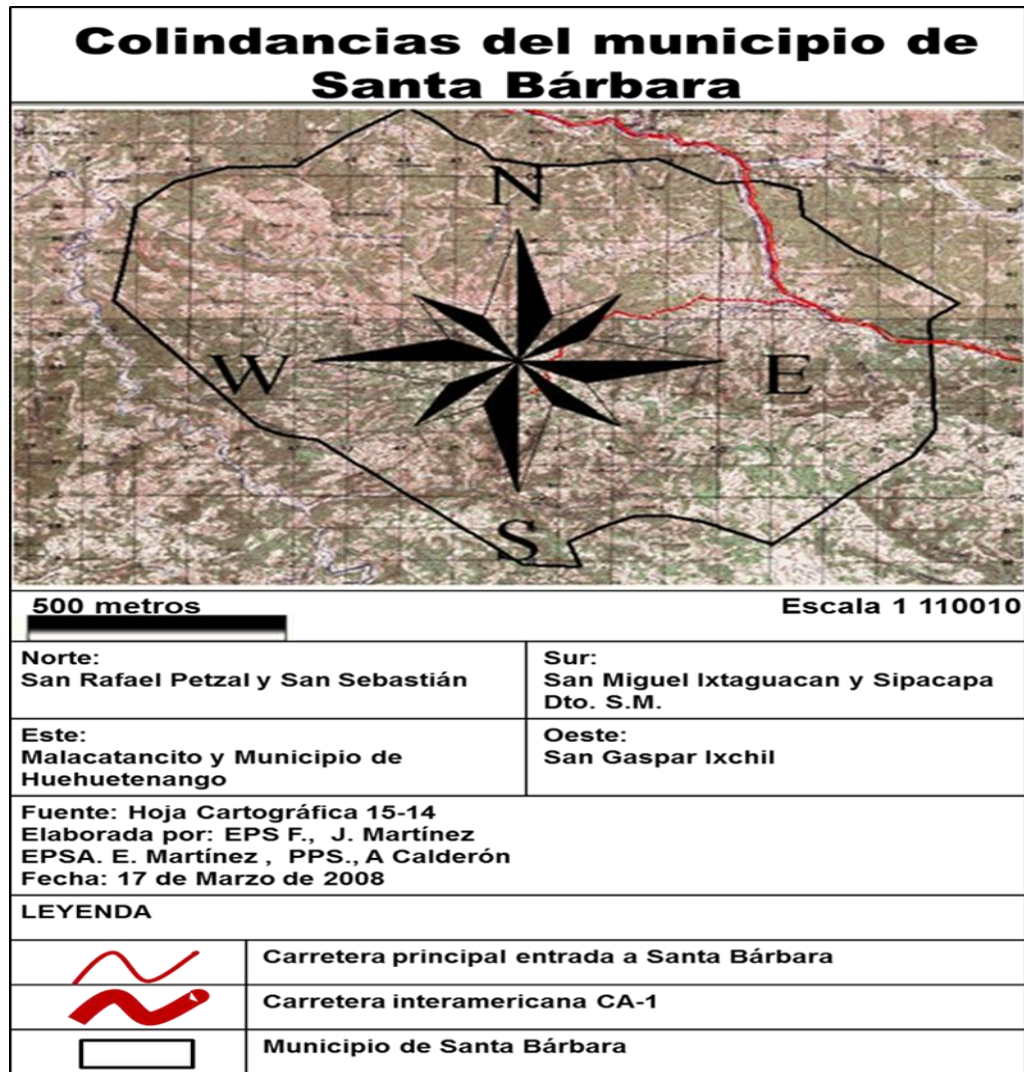 Colindancias del municipio de
Santa Bárbara
N
W
E
S
500 metros
Escala 1 110010
Norte:
San Rafael Petzal y San Sebastián
Sur:
San Miguel Ixtaguacan y Sipacapa
Dto. S.M.
Este:
Malacatancito y Municipio de
Huehuetenango
Oeste:
San Gaspar Ixchil
Fuente: Hoja Cartográfica 15-14
Elaborada por: EPS F., J. Martínez
EPSA. E. Martínez , PPS., A Calderón
Fecha: 17 de Marzo de 2008
LEYENDA
Carretera principal entrada a Santa Bárbara
Carretera interamericana CA-1
Municipio de Santa Bárbara